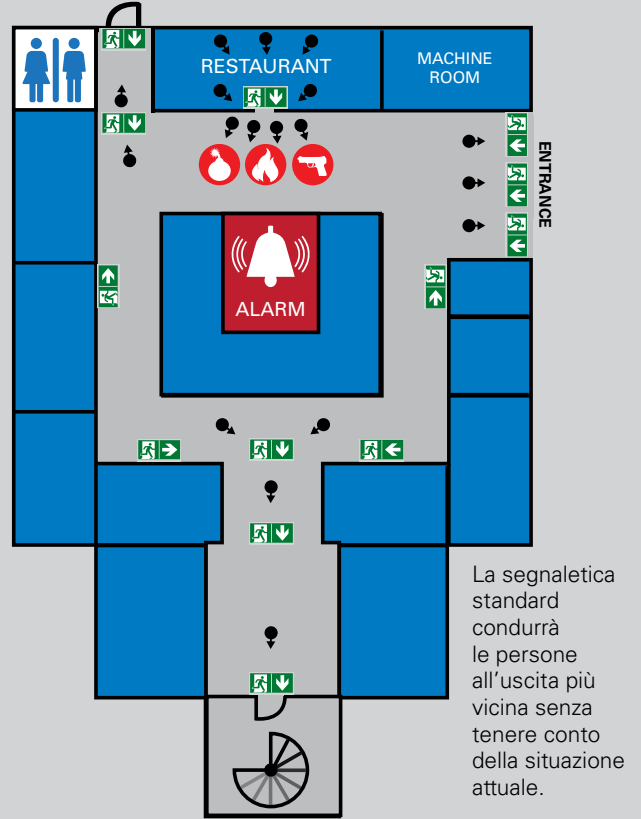 RESTAURANT
MACHINE
ROOM
ENTRANCE
ALARM
La segnaletica
standard
condurrà
le persone
all'uscita più
vicina senza
tenere conto
della situazione
attuale.